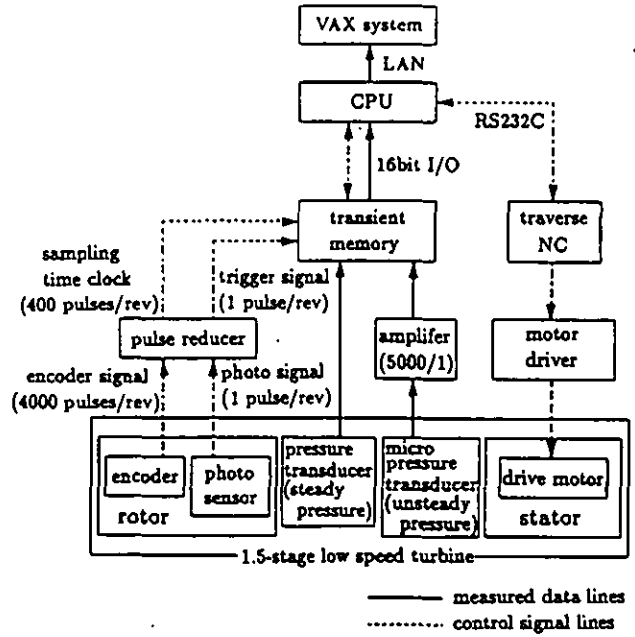 VAX system
LAN
CPU
RS232C
16bit I/O
transient
memory
traverse
NC
sampling
time clock
(400 pulses/rev)
trigger signal
(1 pulse/rev)
pulse reducer
amplifer
(5000/1)
motor
driver
encoder signal
(4000 pulses/rev)
photo signal
(1 pulse/rev)
encoder
photo
sensor
rotor
pressure
transducer
(steady
pressure)
micro
pressure
transducer
(unsteady
pressure)
drive motor
stator
1.5-stage low speed turbine
measured data lines
control signal lines